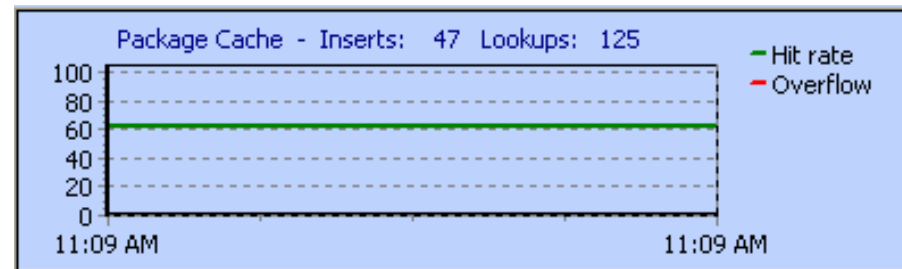 Package Cache - Inserts: 47 Lookups: 125
Hit rate
Overflow
100
80
60
40
20
0
11:09 AM 11:09 AM